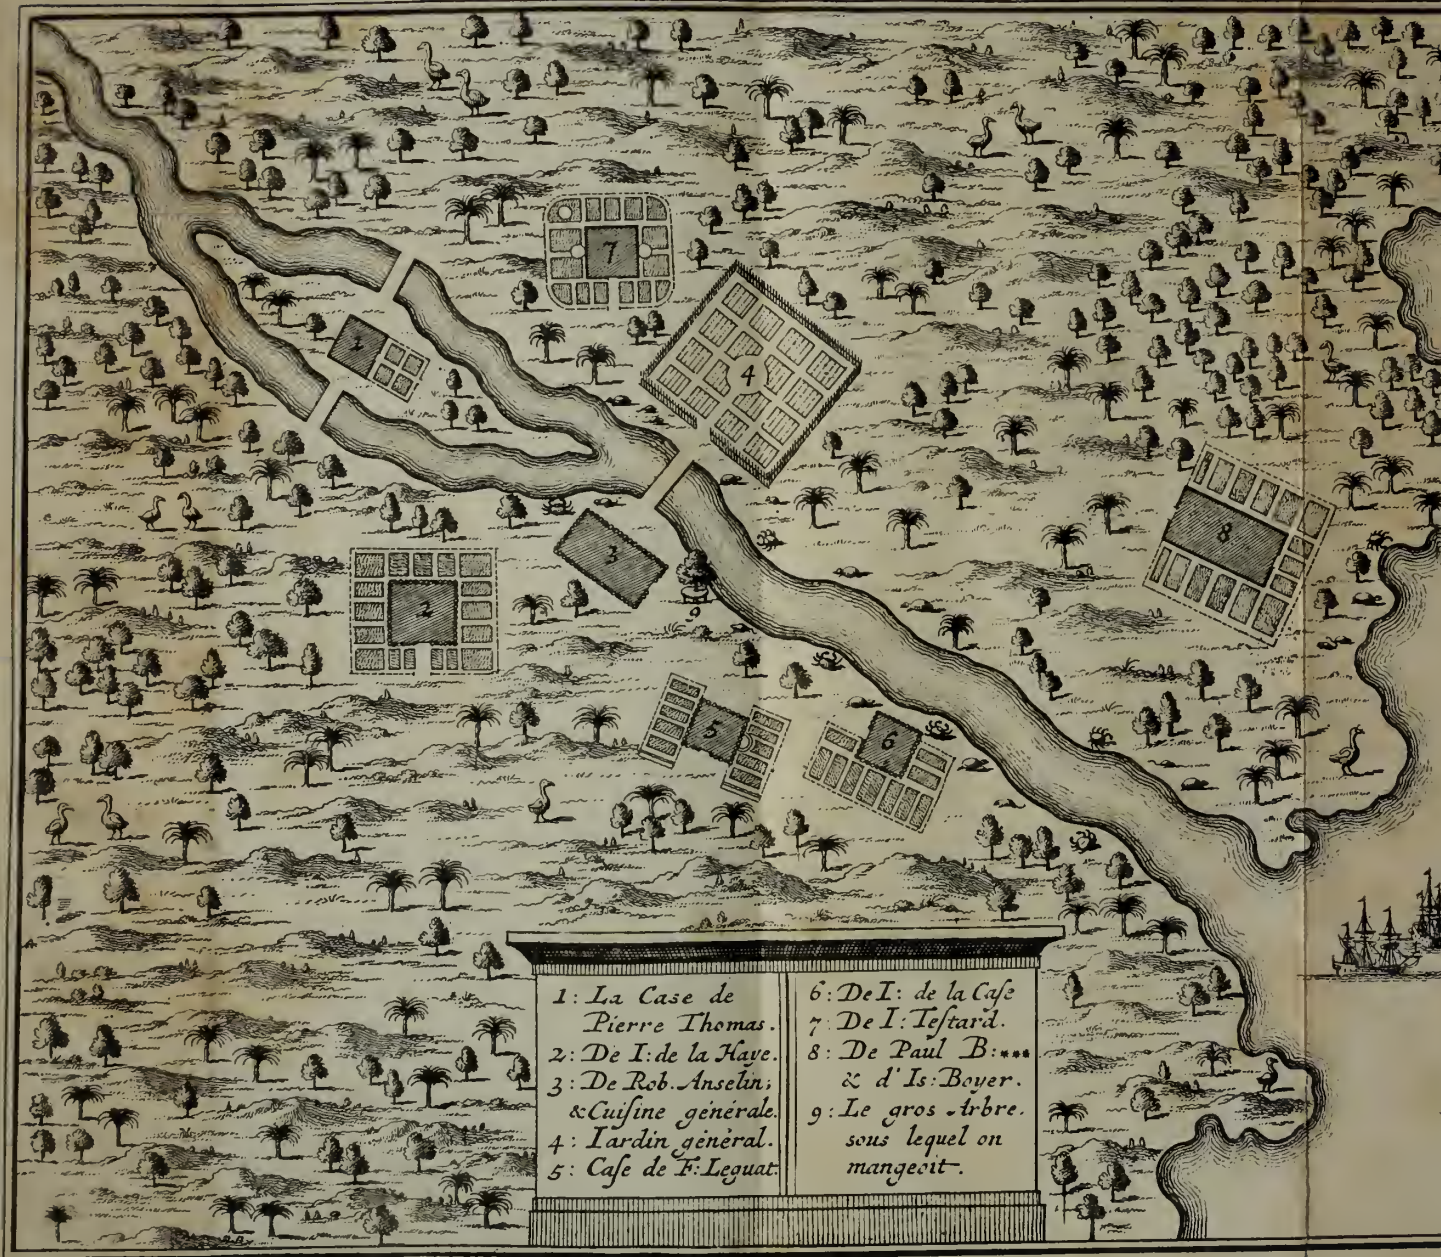 1
2
3
4
5
6
7
8
9
1: La Case de
Pierre Thomas.
2: De I: de la Haye.
3: De Rob. Anselin;
& Cuiſine générale.
4: Iardin général.
5: Caſe de F: Leguat
6: De I: de la Caſe
7 De I: Teſtard.
8: De Paul B:***
& d'Is: Boyer.
9: Le gros Arbre.
sous lequel on
mangeoit.